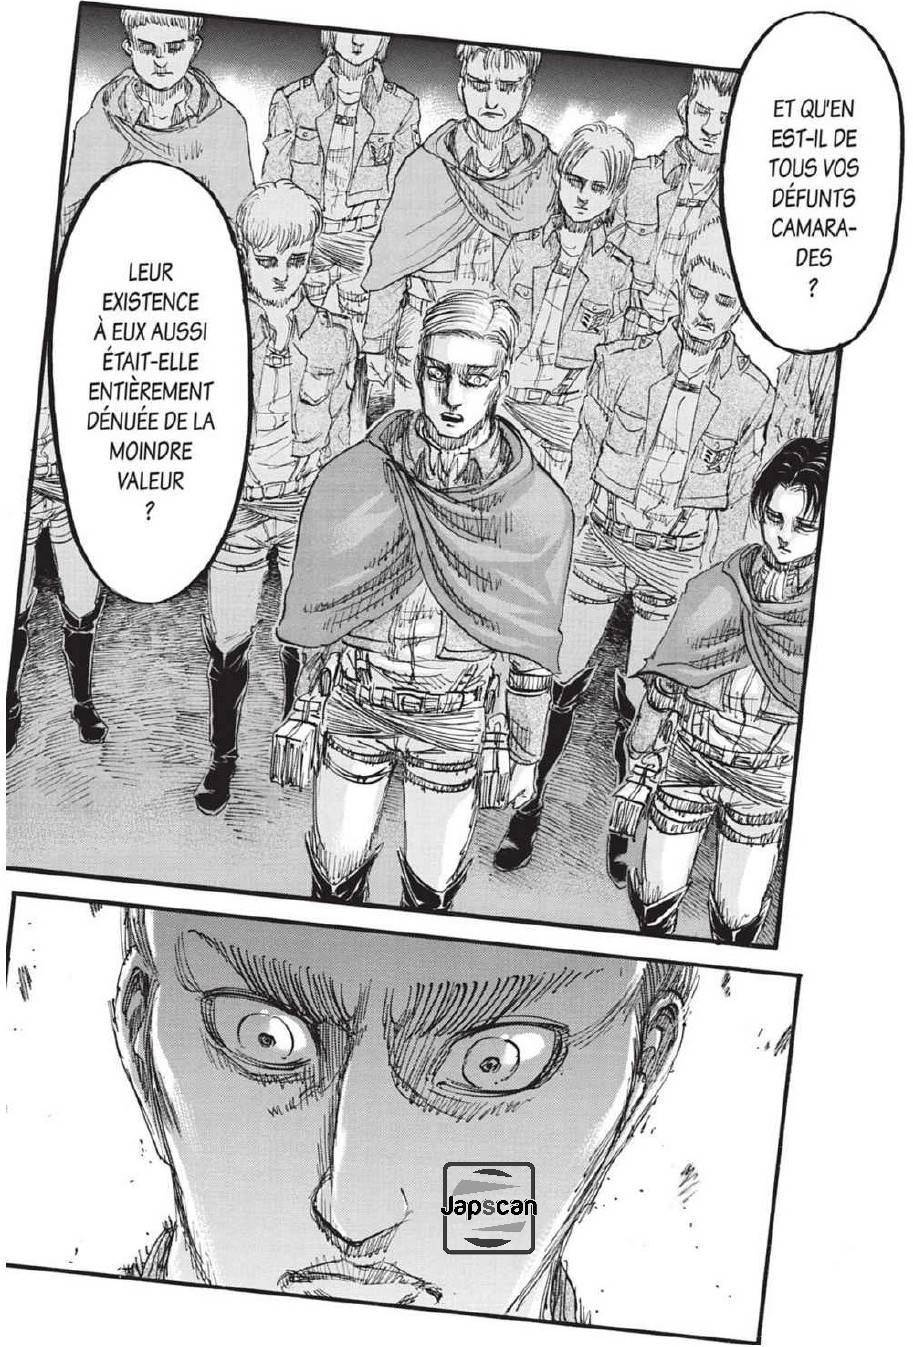 ET QU'EN
EST-IL DE
TOUS VOS
DÉFUNTS
CAMARA-
DES
?
LEUR
EXISTENCE
À EUX AUSSI
ÉTAIT-ELLE
ENTIÈREMENT
DÉNUÉE DE LA
MOINDRE
VALEUR
?
Japscan